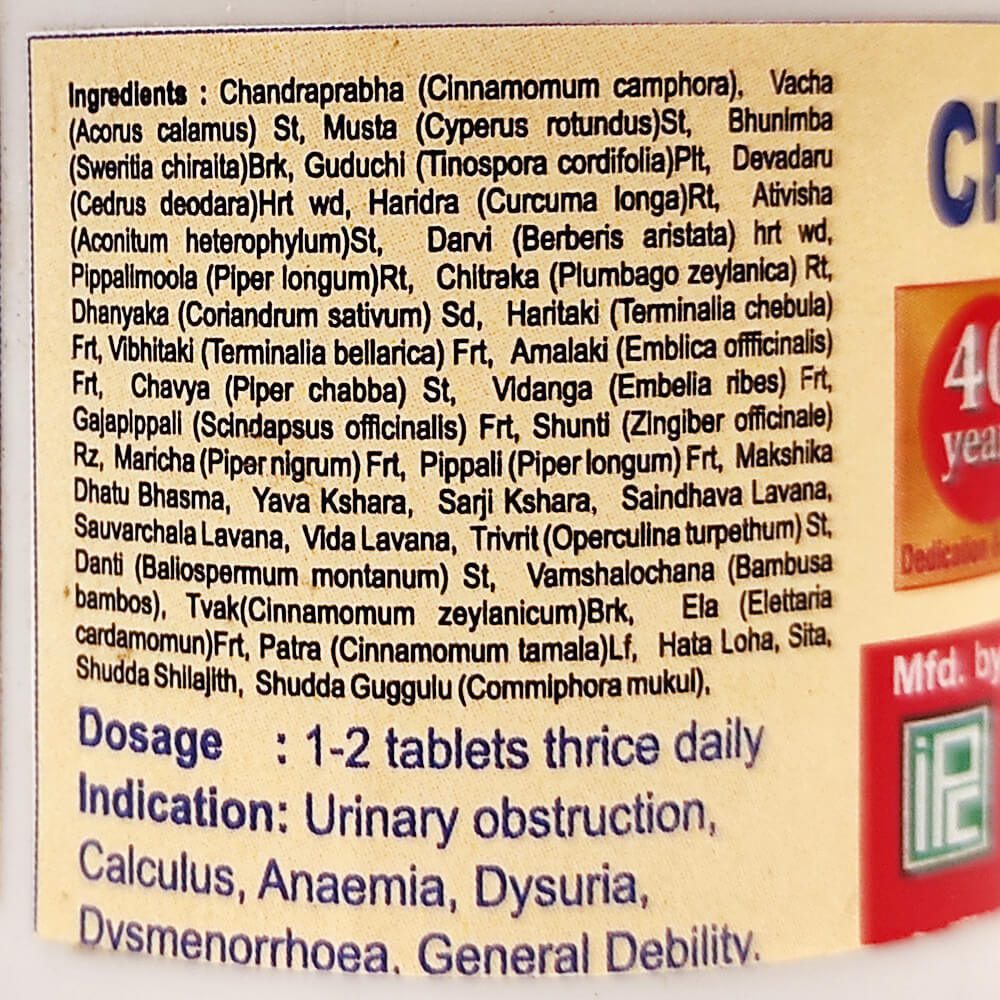 Ingredients : Chandraprabha (Cinnamomum camphora), Vacha
(Acorus calamus) St, Musta (Cyperus rotundus)St, Bhunimba
(Sweritia chiraita)Brk, Guduchi (Tinospora cordifolia)Plt, Devadaru
(Cedrus deodara)Hrt wd, Haridra (Curcuma longa)Rt, Ativisha
(Aconitum heterophylum)St, Darvi (Berberis aristata) hrt wd,
Pippalimoola (Piper longum)Rt, Chitraka (Plumbago zeylanica) Rt,
Dhanyaka (Coriandrum sativum) Sd, Haritaki (Terminalia chebula)
Frt, Vibhitaki (Terminalia bellarica) Frt, Amalaki (Emblica offficinalis)
Frt, Chavya (Piper chabba) St, Vidanga (Embelia ribes) Frt,
Gajapippali (Scindapsus officinalis) Frt, Shunti (Zingiber officinale)
Rz, Maricha (Piper nigrum) Frt, Pippali (Piper longum) Frt, Makshika
Dhatu Bhasma, Yava Kshara, Sarji Kshara, Saindhava Lavana,
Sauvarchala Lavana, Vida Lavana, Trivrit (Operculina turpethum) St,
Danti (Baliospermum montanum) St, Vamshalochana (Bambusa
bambos), Tvak(Cinnamomum zeylanicum)Brk, Ela (Elettaria
cardamomun)Frt, Patra (Cinnamomum tamala)Lf, Hata Loha, Sita,
Shudda Shilajith, Shudda Guggulu (Commiphora mukul).
Dosage : 1-2 tablets thrice daily
Indication: Urinary obstruction,
Calculus, Anaemia, Dysuria,
Dysmenorrhoea, General Debility.
CH
40
yea
Dedication
Mfd. by
iPc